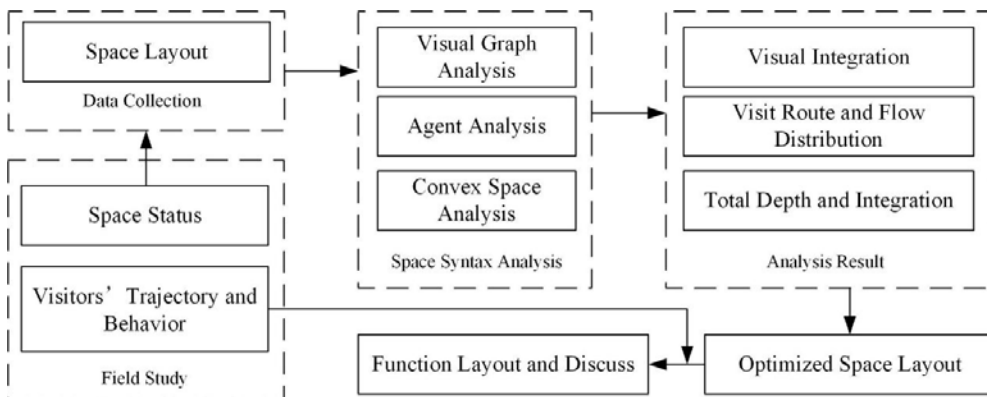 Space Layout
Data Collection
Space Status
Visitors’ Trajectory and
Behavior
Field Study
Visual Graph
Analysis
Agent Analysis
Convex Space
Analysis
Space Syntax Analysis
Visual Integration
Visit Route and Flow
Distribution
Total Depth and Integration
Analysis Result
Function Layout and Discuss
Optimized Space Layout